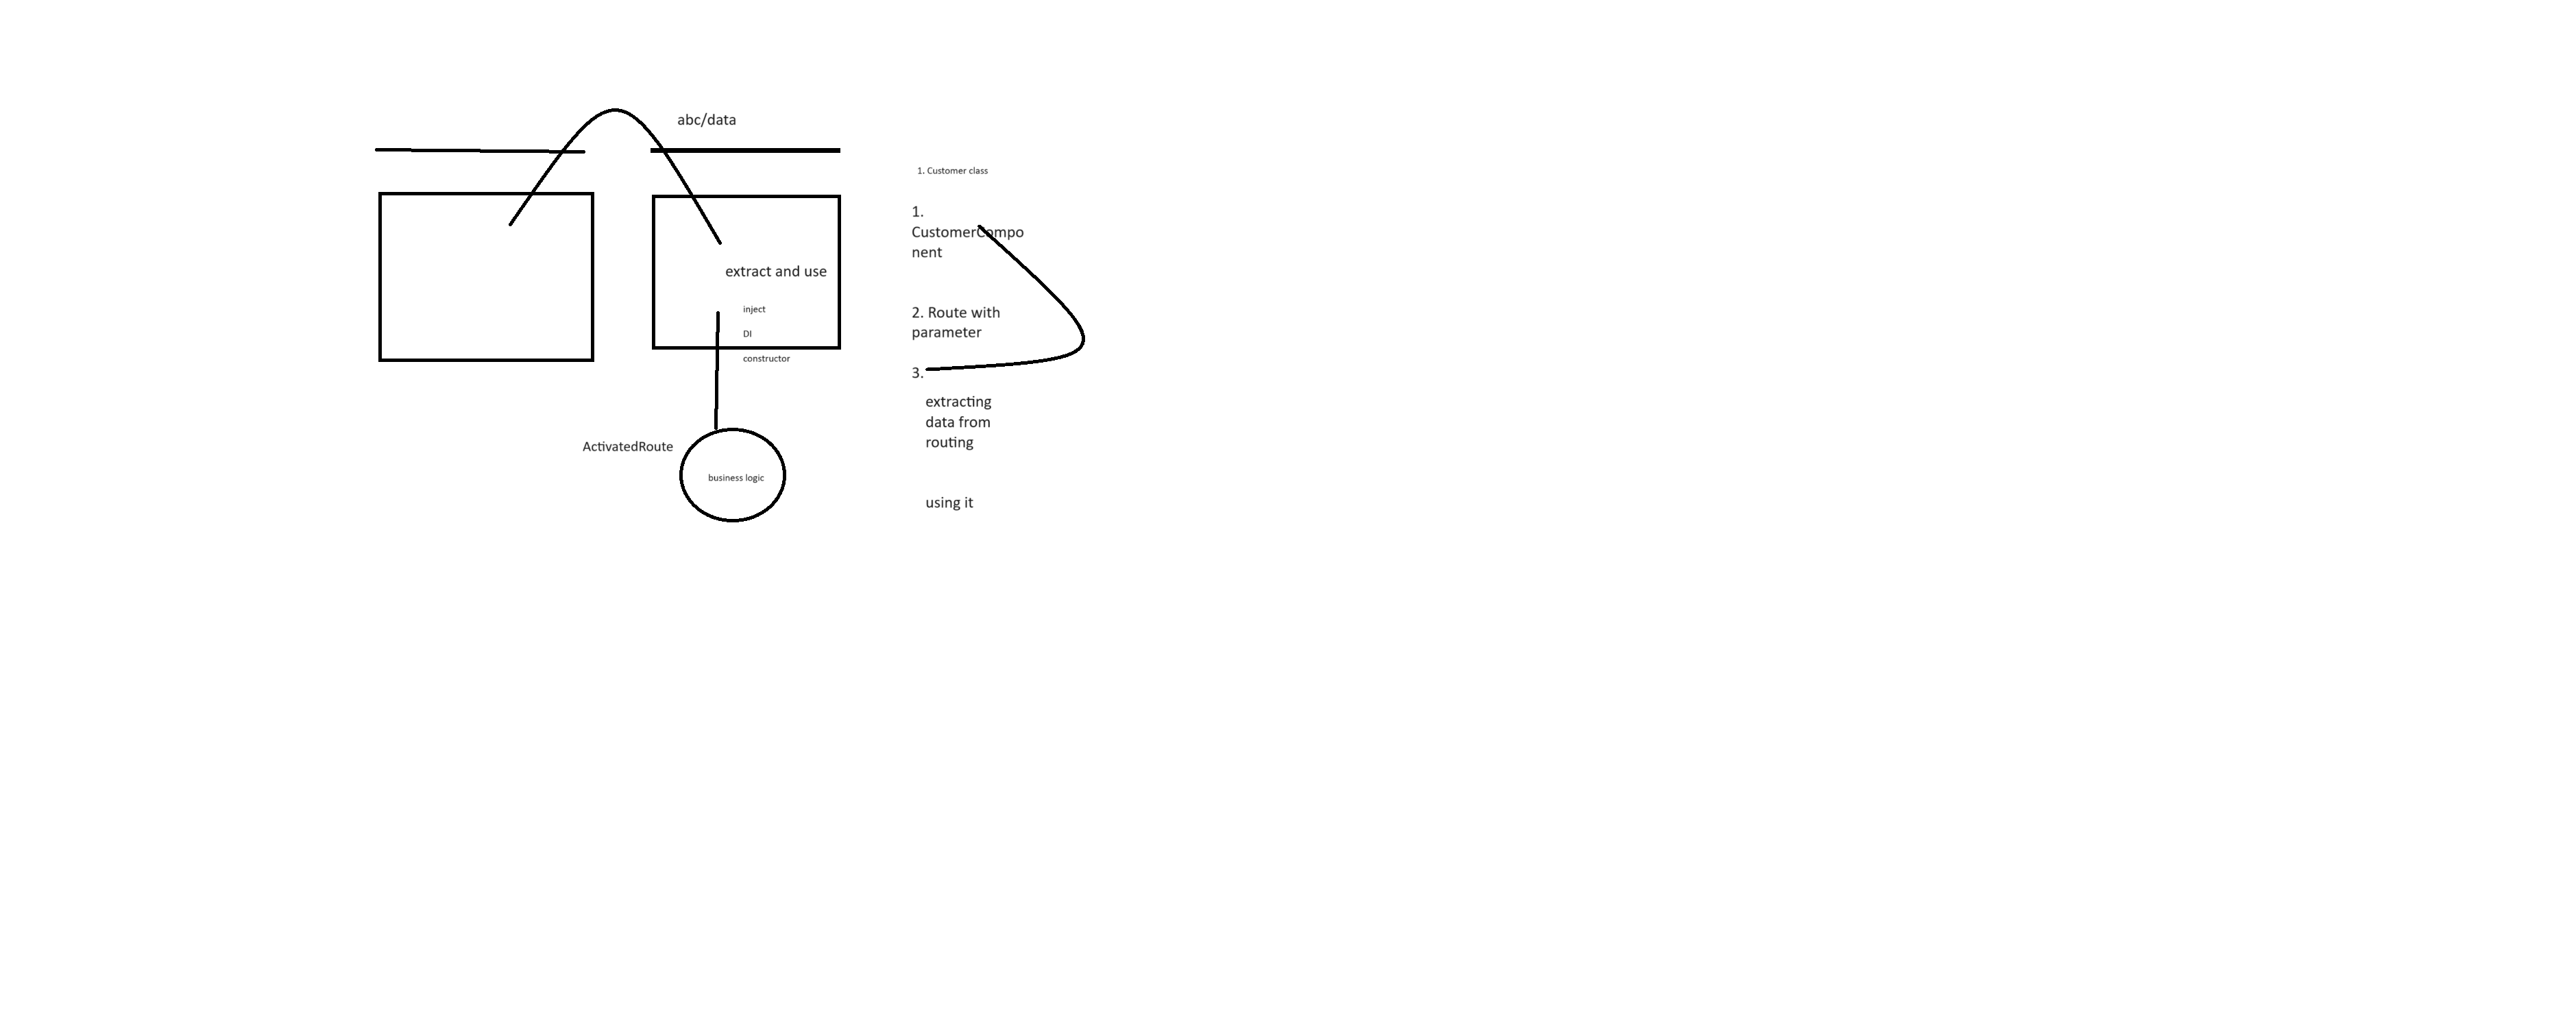 abc/data
extract and use
inject
DI
constructor
ActivatedRoute
business logic
1. Customer class
1.
CustomerCompo
nent
2. Route with
parameter
3.
extracting
data from
routing
using it